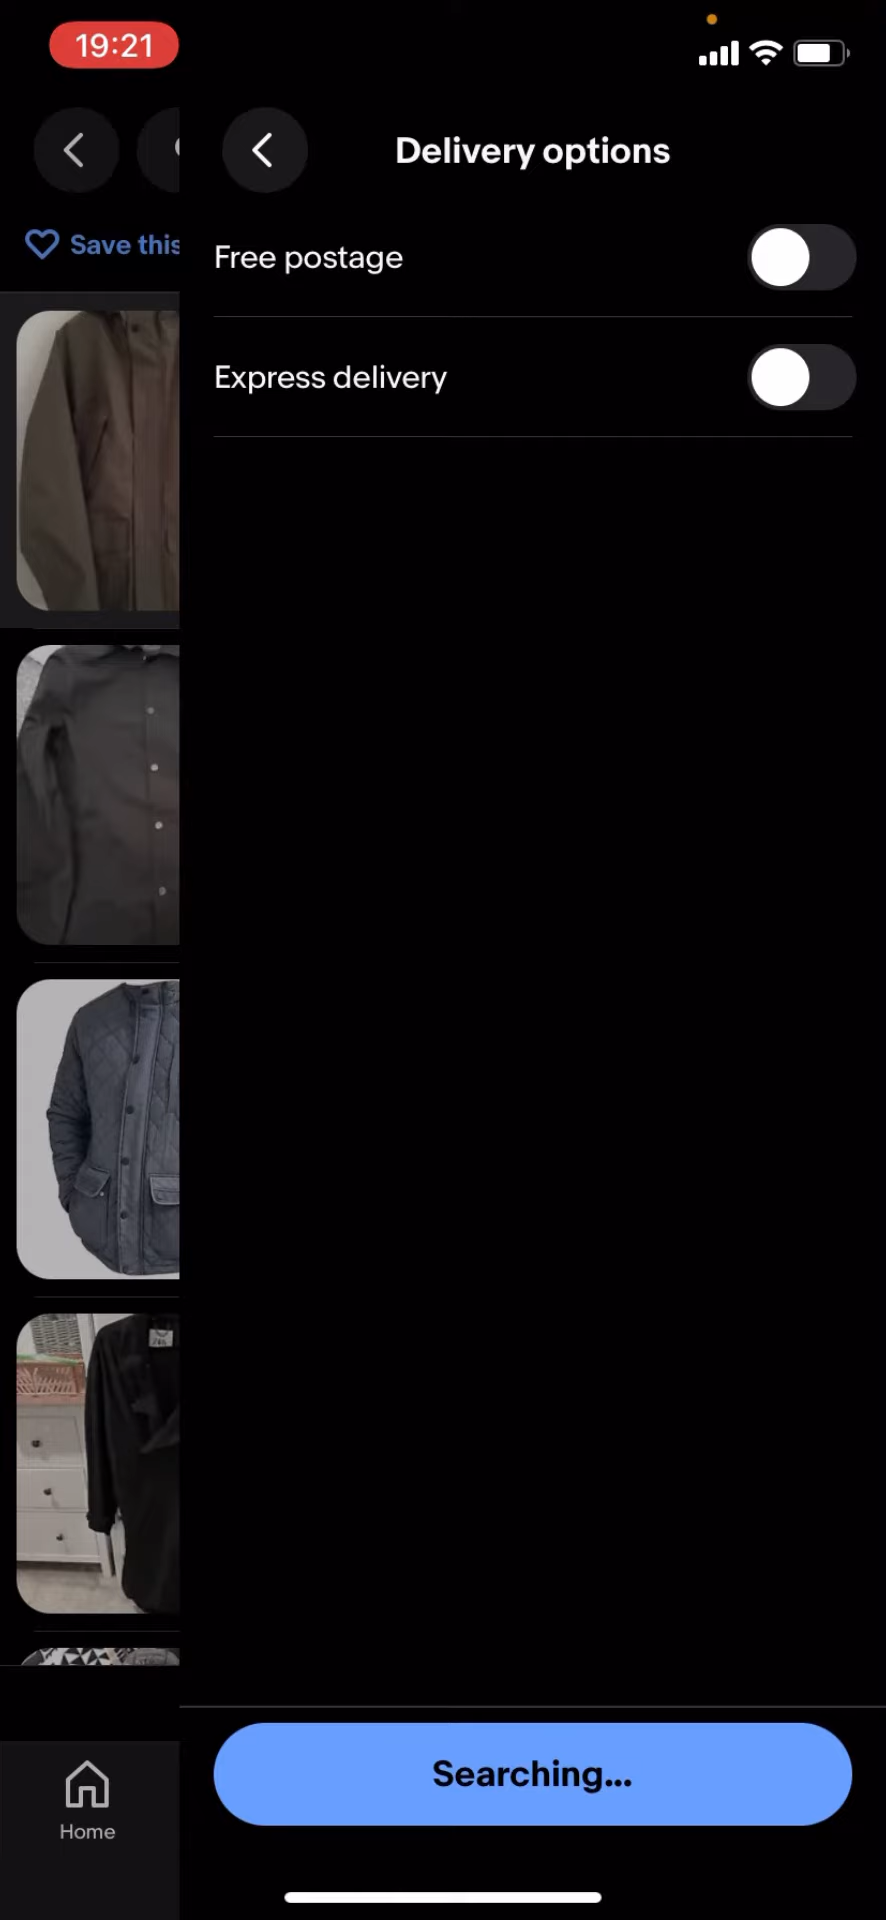 19:21
Delivery options
Save this
Free postage
Express delivery
Searching...
Home